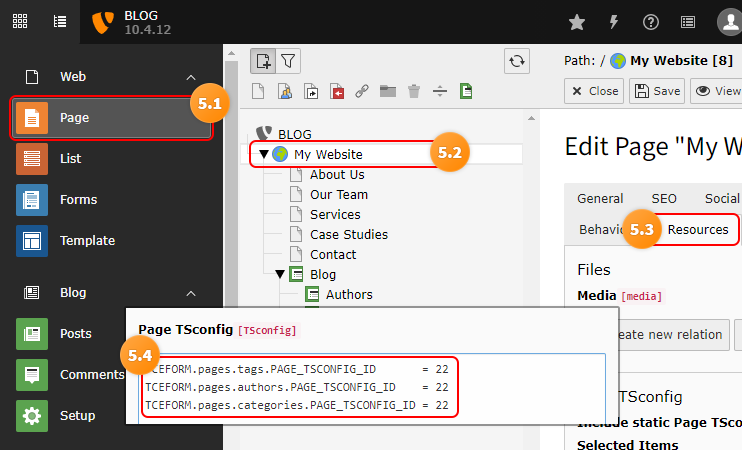 BLOG
10.4.12
Web
5.1
Page
List
Forms
Template
Blog
Posts
Comments
Setup
BLOG
My Website
5.2
About Us
Our Team
Services
Case Studies
Contact
Blog
Authors
Path: / My Website [8]
Close Save View
Edit Page "My W
General SEO Social
Behavi 5.3 Resources
Files
Media [media]
eate new relation
TSconfig
Include static Page TSco
Selected Items
Page TSconfig [TSconfig]
5.4
TCEFORM.pages.tags.PAGE_TSCONFIG_ID = 22
TCEFORM.pages.authors.PAGE_TSCONFIG_ID = 22
TCEFORM.pages.categories.PAGE_TSCONFIG_ID = 22